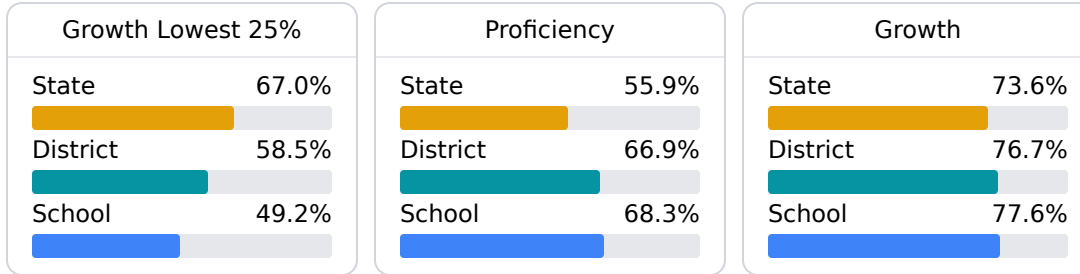 Growth Lowest 25%
State 67.0%
District 58.5%
School 49.2%
Proficiency
State 55.9%
District 66.9%
School 68.3%
Growth
State 73.6%
District 76.7%
School 77.6%